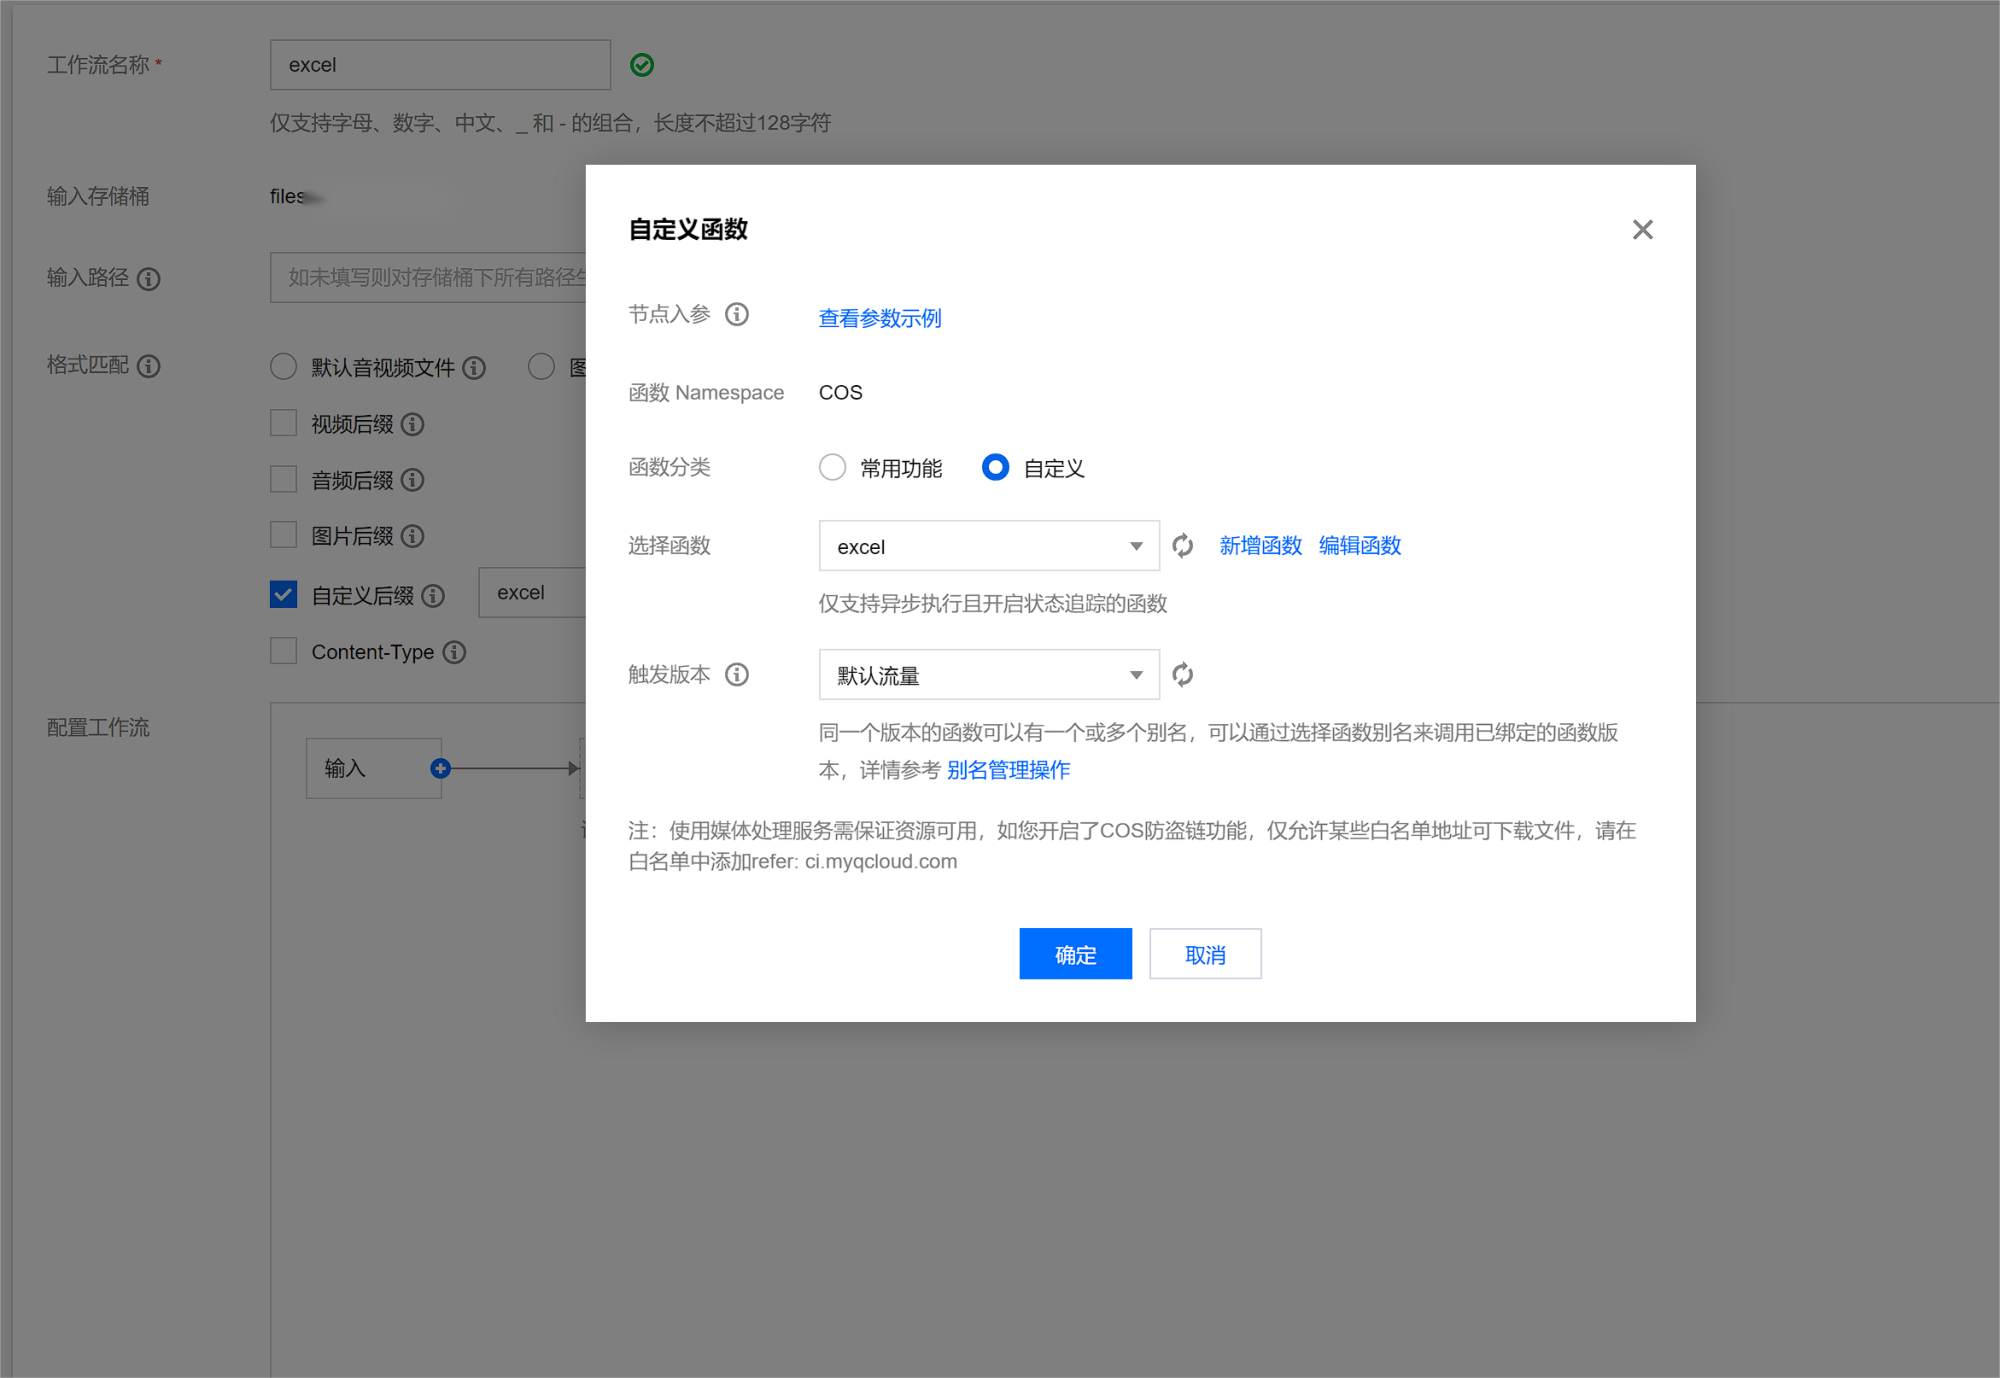 工作流名称 *
excel
仅支持字母、数字、中文、_ 和 - 的组合，长度不超过128字符
输入存储桶
files
输入路径
如未填写则对存储桶下所有路径
格式匹配
默认音视频文件
视频后缀
音频后缀
图片后缀
自定义后缀
excel
Content-Type
配置工作流
输入
自定义函数
节点入参
查看参数示例
函数 Namespace
COS
函数分类
常用功能
自定义
选择函数
excel
新增函数
编辑函数
仅支持异步执行且开启状态追踪的函数
触发版本
默认流量
同一个版本的函数可以有一个或多个别名，可以通过选择函数别名来调用已绑定的函数版
本，详情参考 别名管理操作
注：使用媒体处理服务需保证资源可用，如您开启了COS防盗链功能，仅允许某些白名单地址可下载文件，请在
白名单中添加refer: ci.myqcloud.com
确定
取消